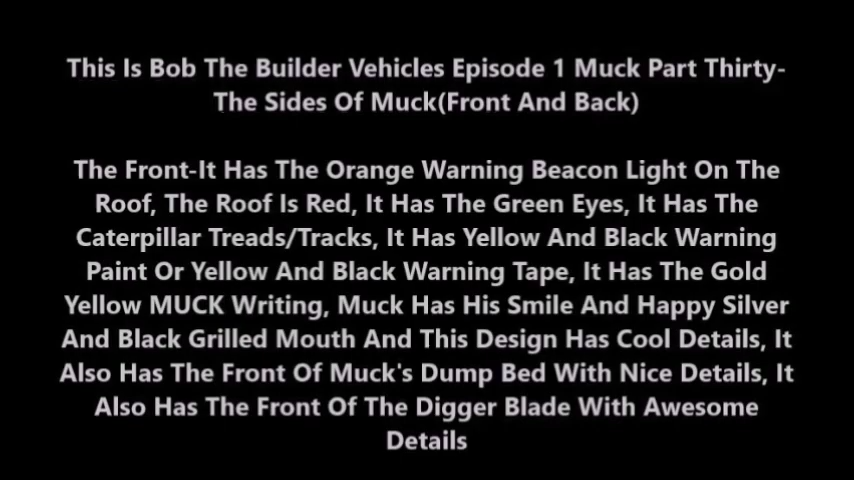 This Is Bob The Builder Vehicles Episode 1 Muck Part Thirty-
The Sides Of Muck(Front And Back)
The Front-It Has The Orange Warning Beacon Light On The
Roof, The Roof Is Red, It Has The Green Eyes, It Has The
Caterpillar Treads/Tracks, It Has Yellow And Black Warning
Paint Or Yellow And Black Warning Tape, It Has The Gold
Yellow MUCK Writing, Muck Has His Smile And Happy Silver
And Black Grilled Mouth And This Design Has Cool Details, It
Also Has The Front Of Muck's Dump Bed With Nice Details, It
Also Has The Front Of The Digger Blade With Awesome
Details